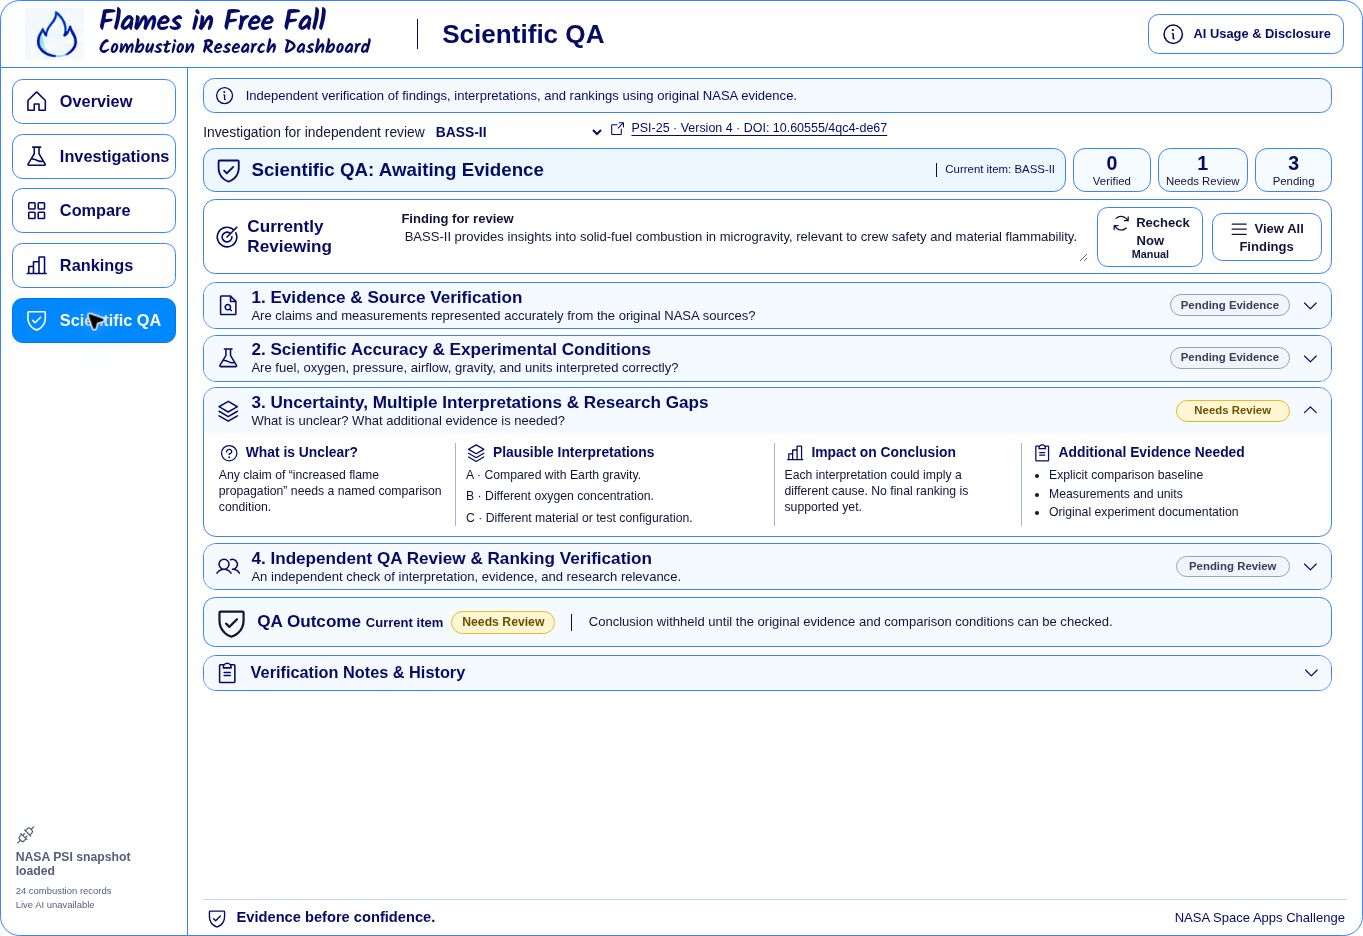 Flames in Free Fall
Combustion Research Dashboard
Scientific QA
AI Usage & Disclosure
Overview
Investigations
Compare
Rankings
Scientific QA
NASA PSI snapshot
loaded
24 combustion records
Live AI unavailable
Independent verification of findings, interpretations, and rankings using original NASA evidence.
Investigation for independent review BASS-II PSI-25 · Version 4 · DOI: 10.60555/4qc4-de67
Scientific QA: Awaiting Evidence
Current item: BASS-II
0
Verified
1
Needs Review
3
Pending
Currently
Reviewing
Finding for review
BASS-II provides insights into solid-fuel combustion in microgravity, relevant to crew safety and material flammability.
Recheck
Now
Manual
View All
Findings
1. Evidence & Source Verification
Are claims and measurements represented accurately from the original NASA sources?
Pending Evidence
2. Scientific Accuracy & Experimental Conditions
Are fuel, oxygen, pressure, airflow, gravity, and units interpreted correctly?
Pending Evidence
3. Uncertainty, Multiple Interpretations & Research Gaps
What is unclear? What additional evidence is needed?
Needs Review
What is Unclear?
Any claim of “increased flame
propagation” needs a named comparison
condition.
Plausible Interpretations
A · Compared with Earth gravity.
B · Different oxygen concentration.
C · Different material or test configuration.
Impact on Conclusion
Each interpretation could imply a
different cause. No final ranking is
supported yet.
Additional Evidence Needed
• Explicit comparison baseline
• Measurements and units
• Original experiment documentation
4. Independent QA Review & Ranking Verification
An independent check of interpretation, evidence, and research relevance.
Pending Review
QA Outcome Current item Needs Review Conclusion withheld until the original evidence and comparison conditions can be checked.
Verification Notes & History
Evidence before confidence.
NASA Space Apps Challenge